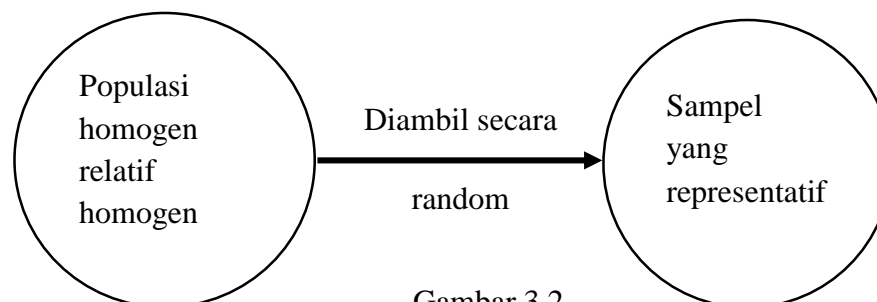 Populasi
homogen
relatif
homogen
Diambil secara
random
Sampel
yang
representatif
Gambar 3.2